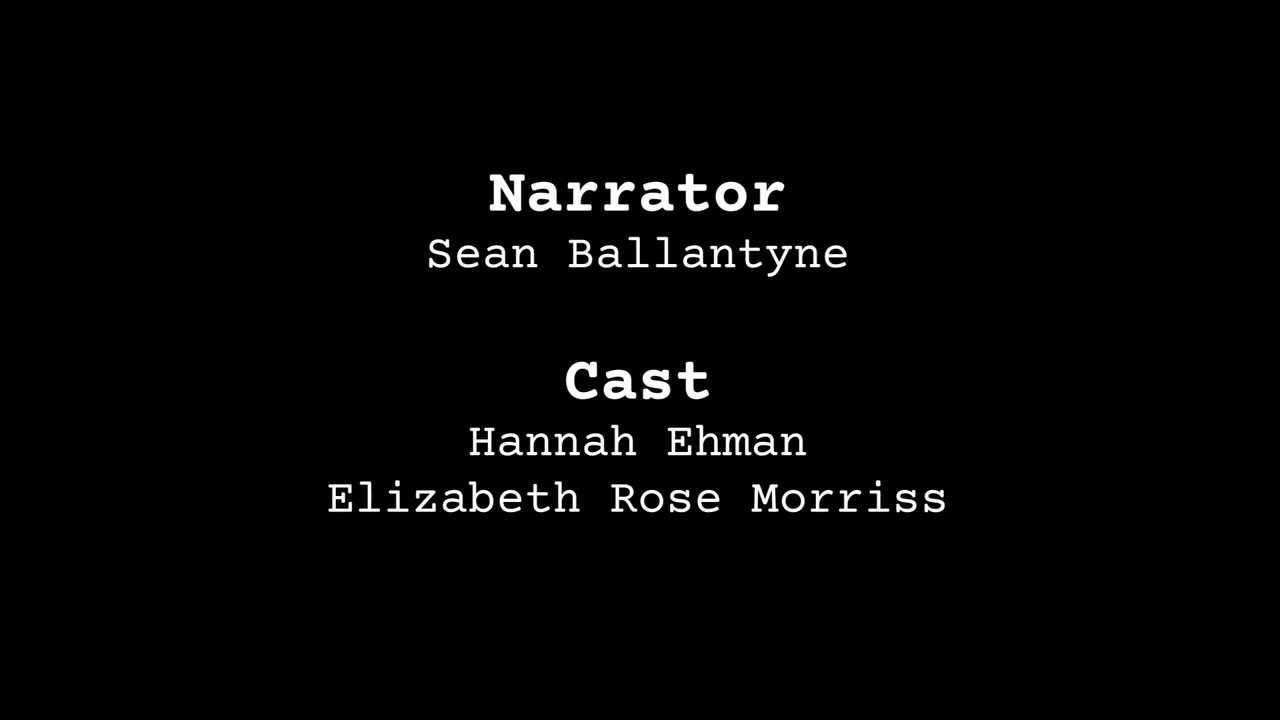 Narrator
Sean Ballantyne
Cast
Hannah Ehman
Elizabeth Rose Morriss